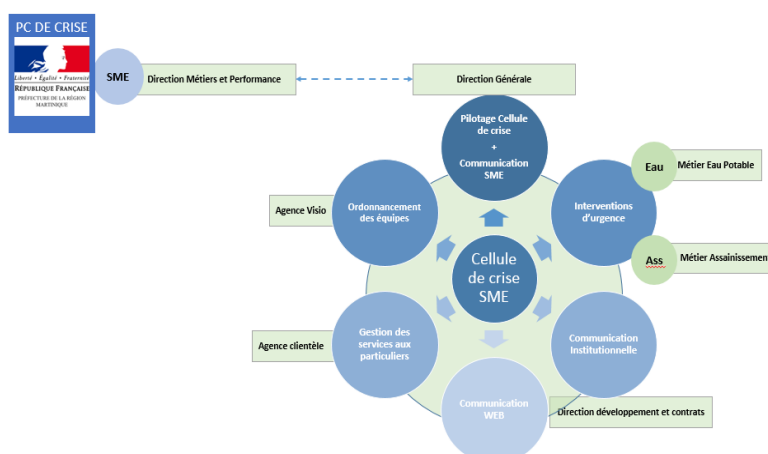 PC DE CRISE
Liberté • Égalité • Fraternité
RÉPUBLIQUE FRANÇAISE
PRÉFECTURE DE LA RÉGION
MARTINIQUE
SME
Direction Métiers et Performance
Direction Générale
Pilotage Cellule
de crise
+
Communication
SME
Eau
Métier Eau Potable
Agence Visio
Ordonnancement
des équipes
Interventions
d'urgence
Ass
Métier Assainissement
Cellule
de crise
SME
Agence clientèle
Gestion des
services aux
particuliers
Communication
Institutionnelle
Communication
WEB
Direction développement et contrats